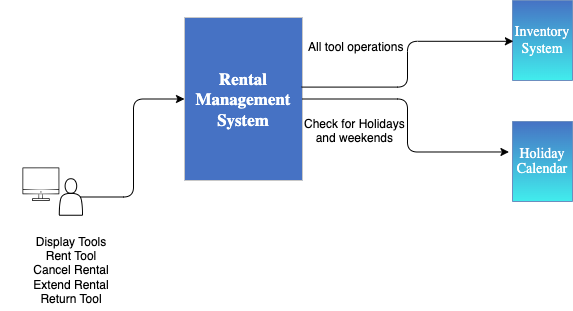 Inventory
System
All tool operations
Rental
Management
System
Check for Holidays
and weekends
Holiday
Calendar
Display Tools
Rent Tool
Cancel Rental
Extend Rental
Return Tool